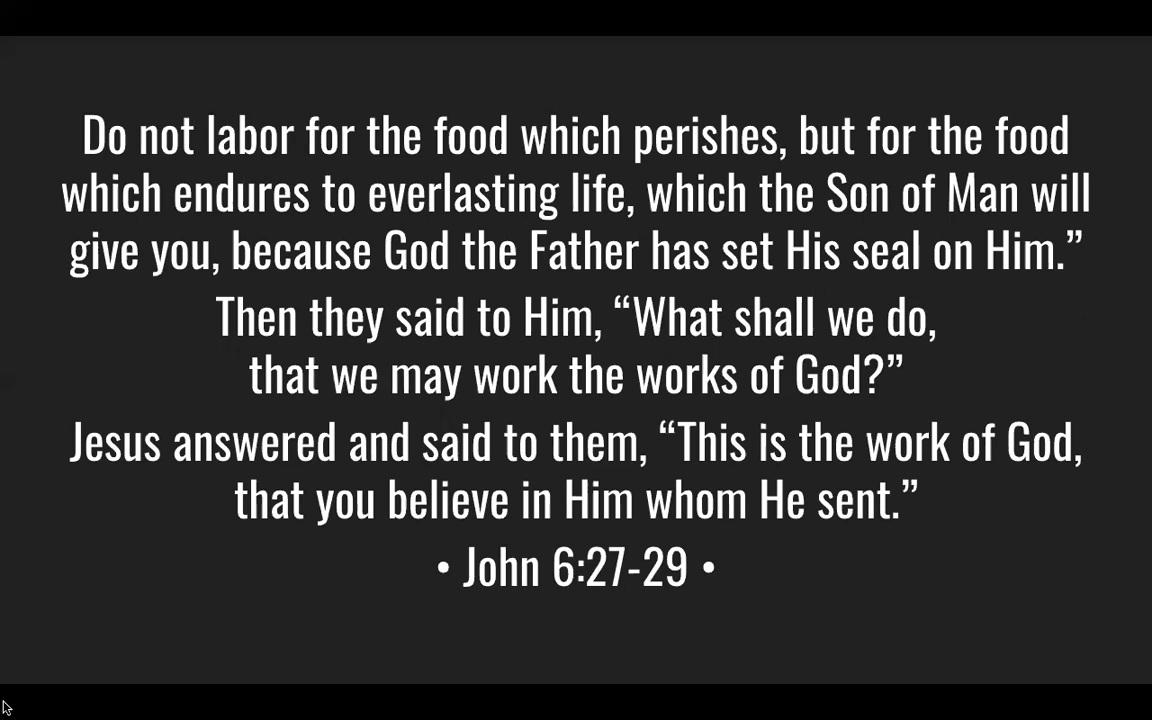 Do not labor for the food which perishes, but for the food
which endures to everlasting life, which the Son of Man will
give you, because God the Father has set His seal on Him.”
Then they said to Him, “What shall we do,
that we may work the works of God?”
Jesus answered and said to them, “This is the work of God,
that you believe in Him whom He sent.”
• John 6:27-29 •